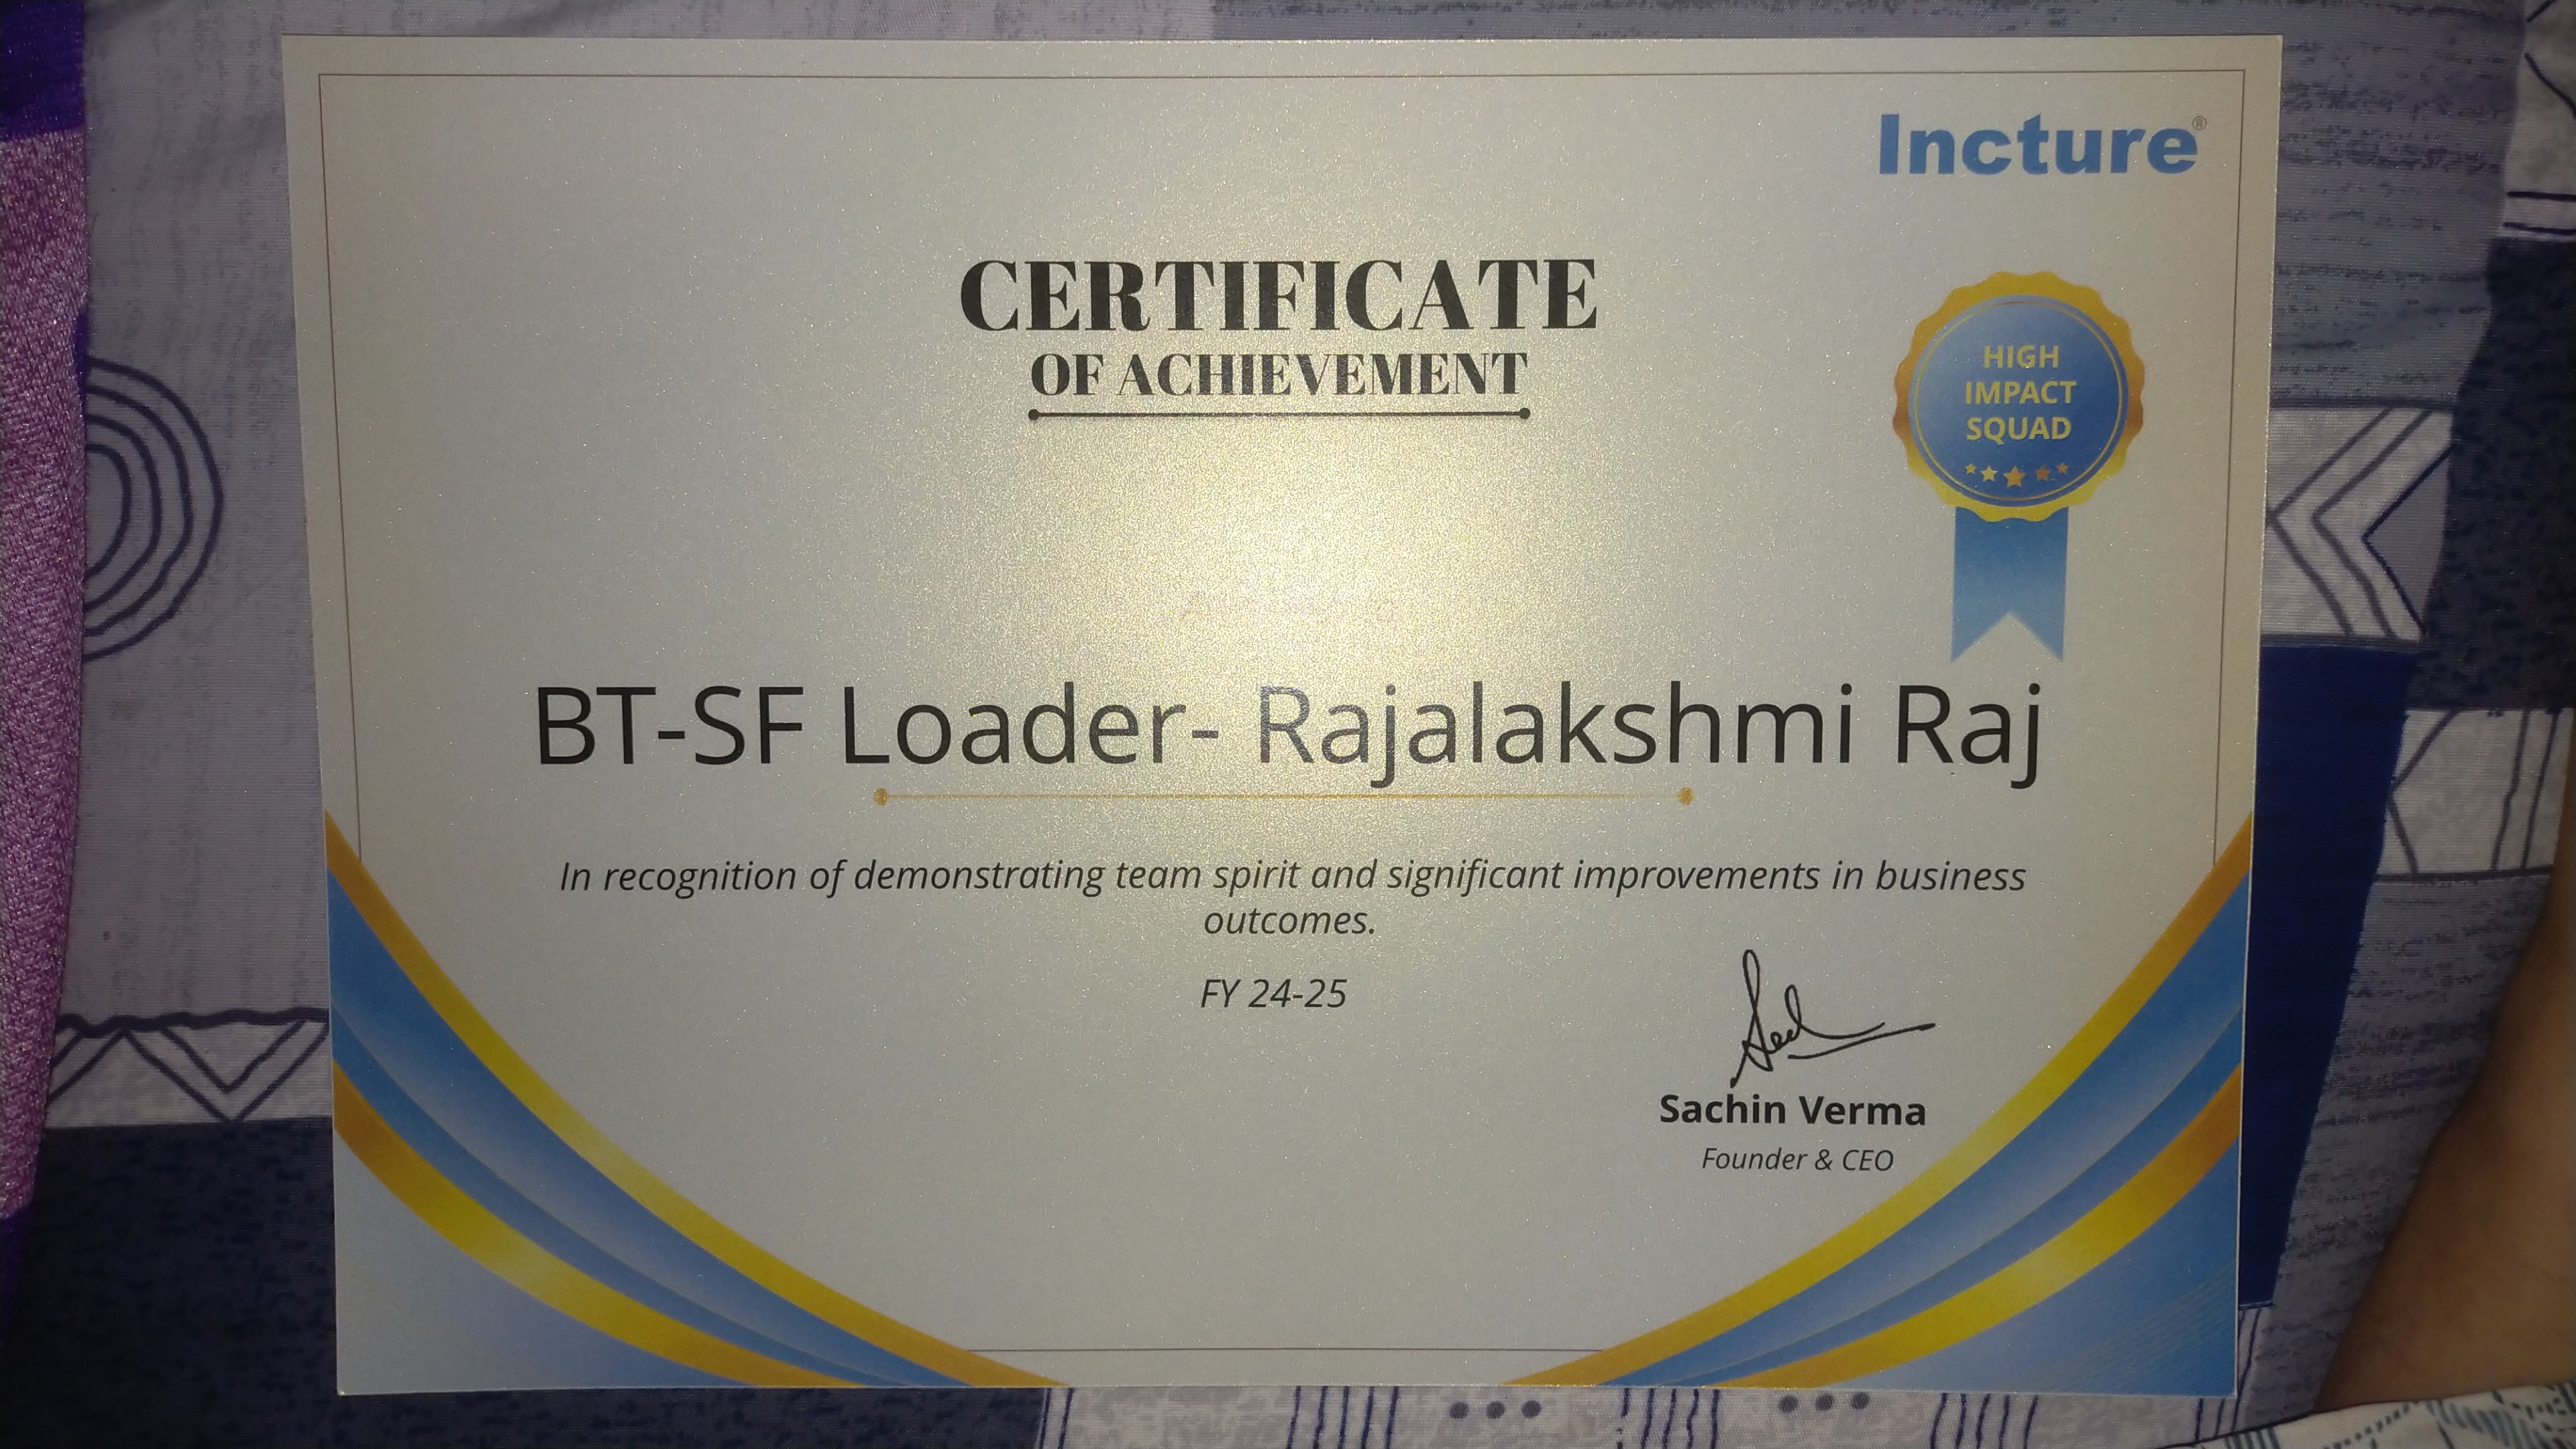 Incture®
CERTIFICATE
OF ACHIEVEMENT
HIGH
IMPACT
SQUAD
BT-SF Loader- Rajalakshmi Raj
In recognition of demonstrating team spirit and significant improvements in business
outcomes.
FY 24-25
Sachin Verma
Founder & CEO